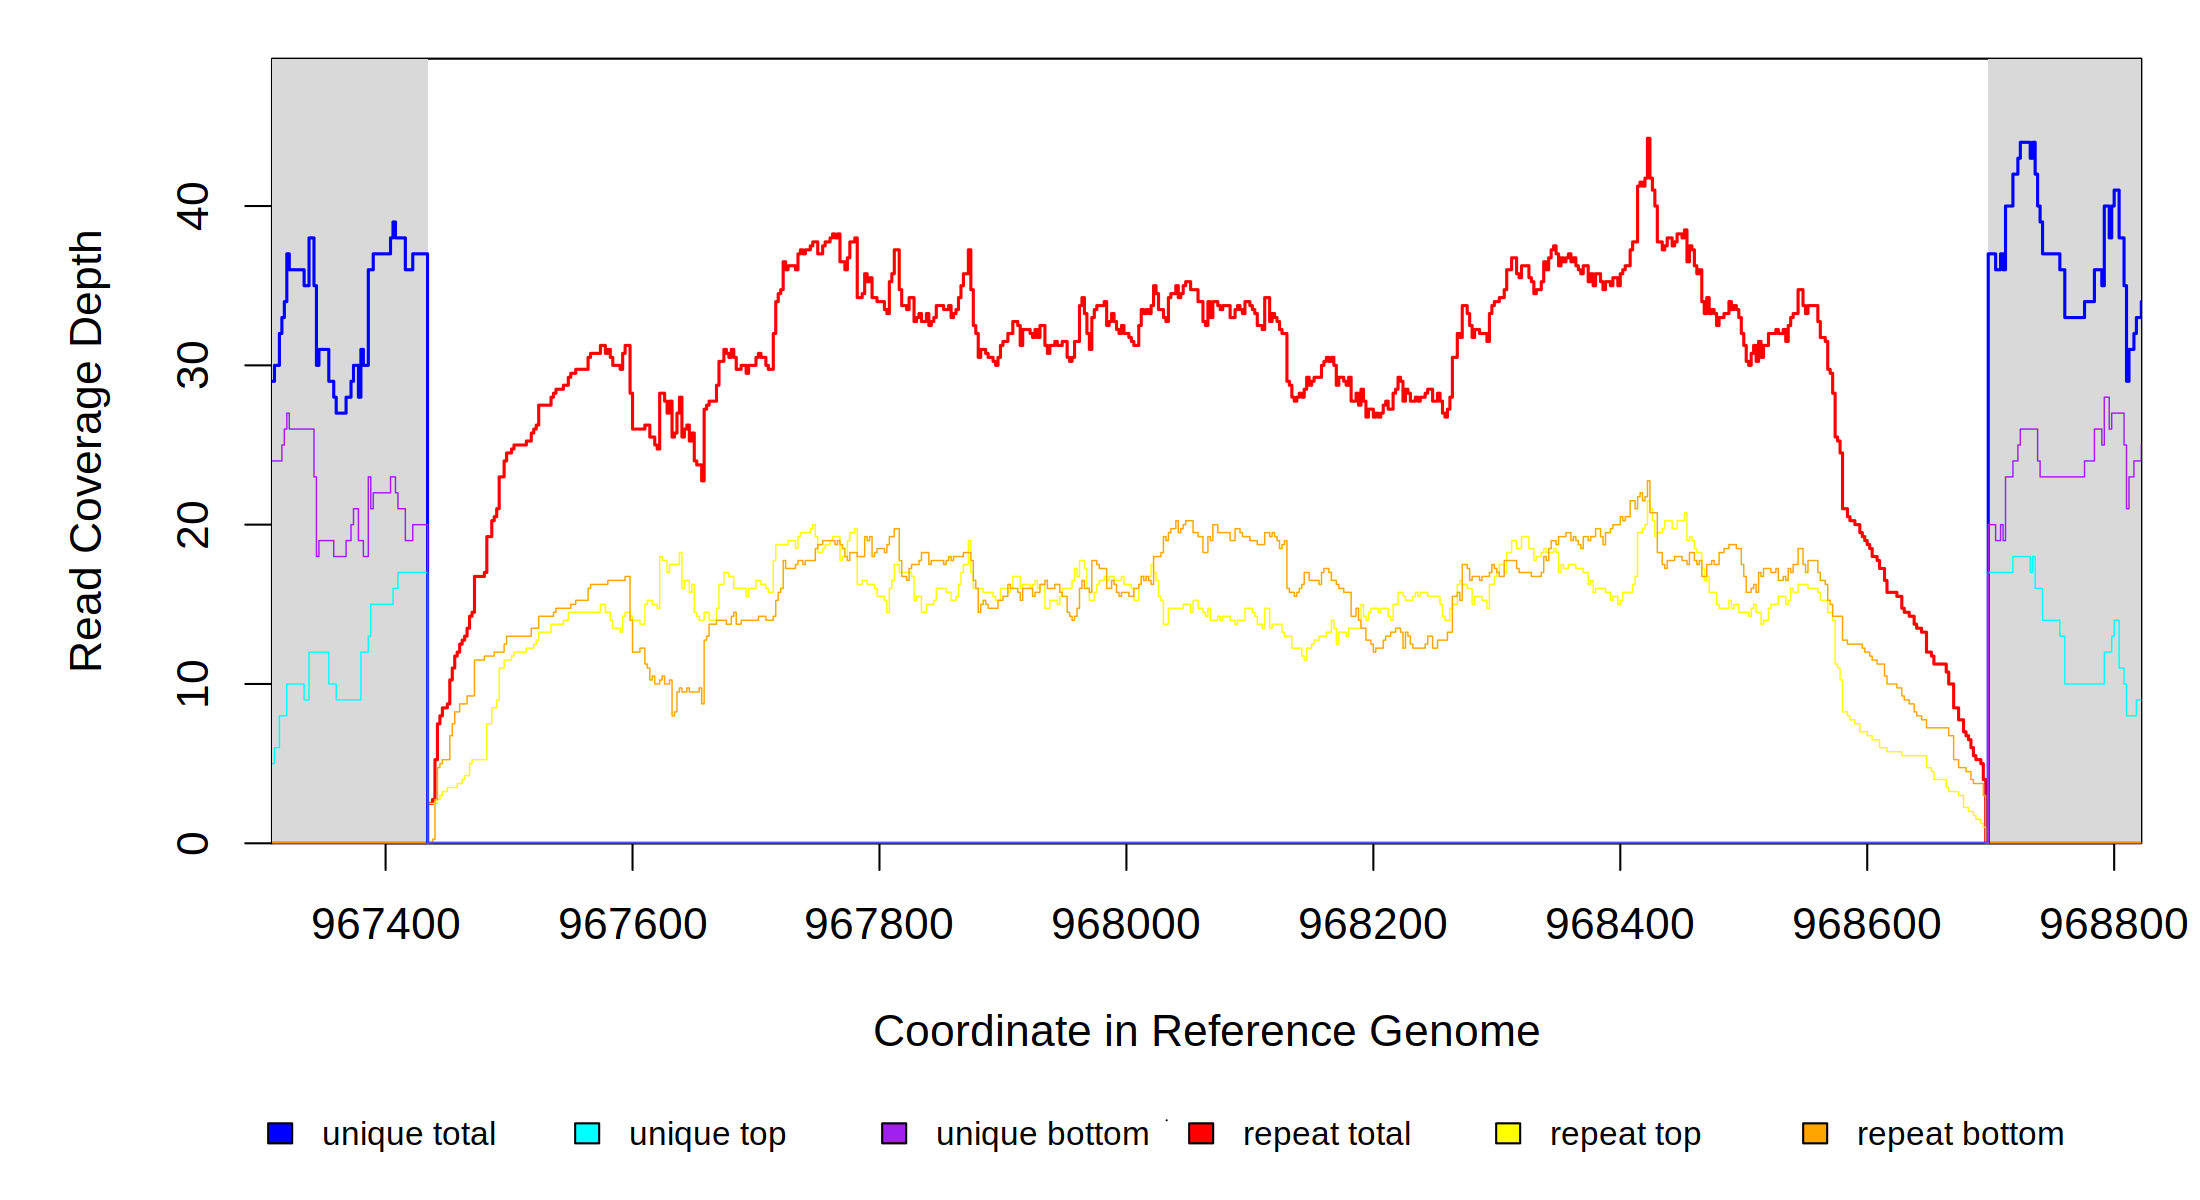 Read Coverage Depth
40
30
20
10
0
967400 967600 967800 968000 968200 968400 968600 968800
Coordinate in Reference Genome
unique total unique top unique bottom repeat total repeat top repeat bottom